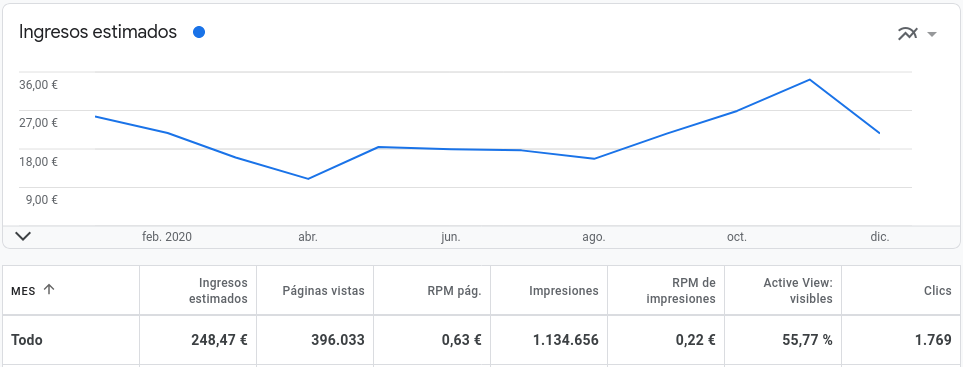 Ingresos estimados
36,00 €
27,00 €
18,00 €
9,00 €
feb. 2020 abr. jun. ago. oct. dic.
MES Ingresos estimados Páginas vistas RPM pág. Impresiones RPM de impresiones Active View: visibles Clics
Todo 248,47 € 396.033 0,63 € 1.134.656 0,22 € 55,77 % 1.769